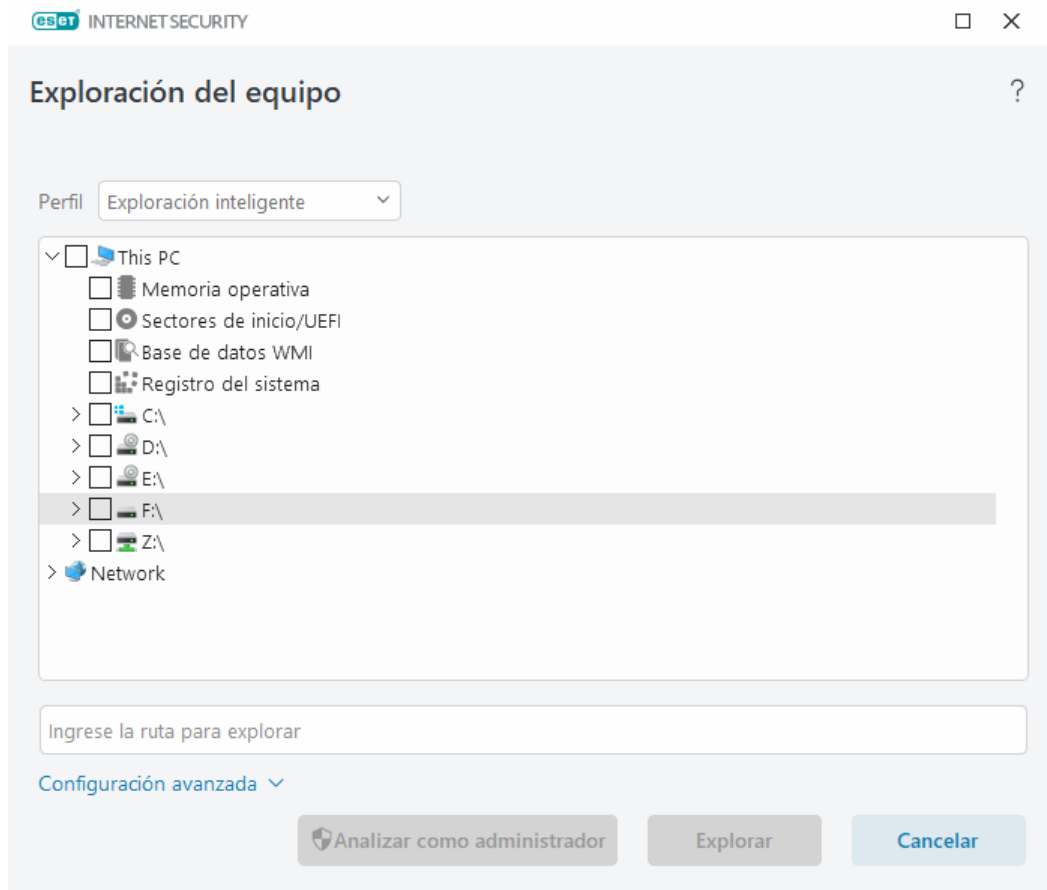 eset INTERNET SECURITY
Exploración del equipo
?
Perfil
Exploración inteligente
This PC
Memoria operativa
Sectores de inicio/UEFI
Base de datos WMI
Registro del sistema
C:\
D:\
E:\
F:\
Z:\
Network
Ingrese la ruta para explorar
Configuración avanzada
Analizar como administrador
Explorar
Cancelar